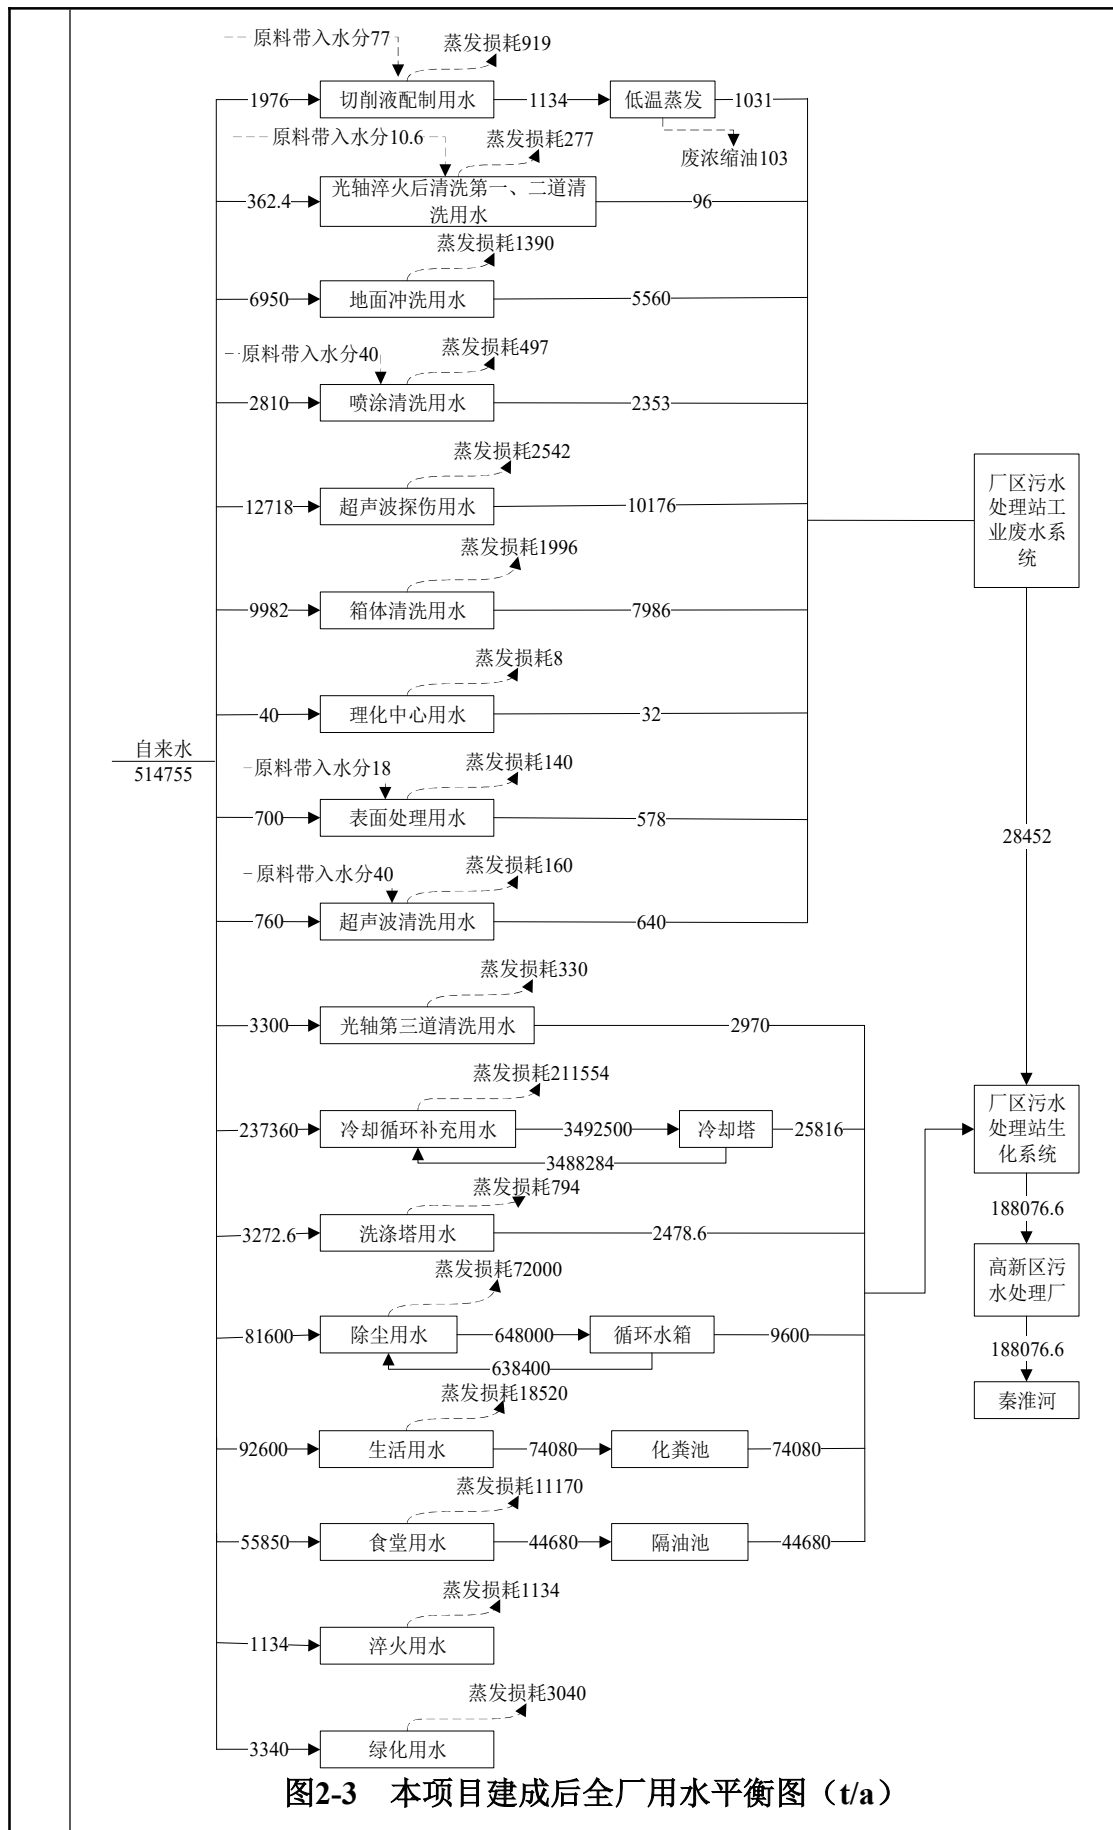 原料带入水分77
蒸发损耗919
1976
切削液配制用水
1134
低温蒸发
1031
废浓缩油103
原料带入水分10.6
蒸发损耗277
362.4
光轴淬火后清洗第一、二道清
洗用水
96
蒸发损耗1390
6950
地面冲洗用水
5560
原料带入水分40
蒸发损耗497
2810
喷涂清洗用水
2353
蒸发损耗2542
12718
超声波探伤用水
10176
厂区污水
处理站工
业废水系
统
蒸发损耗1996
9982
箱体清洗用水
7986
蒸发损耗8
40
理化中心用水
32
自来水
514755
原料带入水分18
蒸发损耗140
700
表面处理用水
578
28452
原料带入水分40
蒸发损耗160
760
超声波清洗用水
640
蒸发损耗330
3300
光轴第三道清洗用水
2970
蒸发损耗211554
237360
冷却循环补充用水
3492500
冷却塔
25816
3488284
厂区污水
处理站生
化系统
蒸发损耗794
3272.6
洗涤塔用水
2478.6
188076.6
蒸发损耗72000
81600
除尘用水
648000
循环水箱
9600
638400
高新区污
水处理厂
188076.6
秦淮河
蒸发损耗18520
92600
生活用水
74080
化粪池
74080
蒸发损耗11170
55850
食堂用水
44680
隔油池
44680
蒸发损耗1134
1134
淬火用水
蒸发损耗3040
3340
绿化用水
图2-3 本项目建成后全厂用水平衡图（t/a）